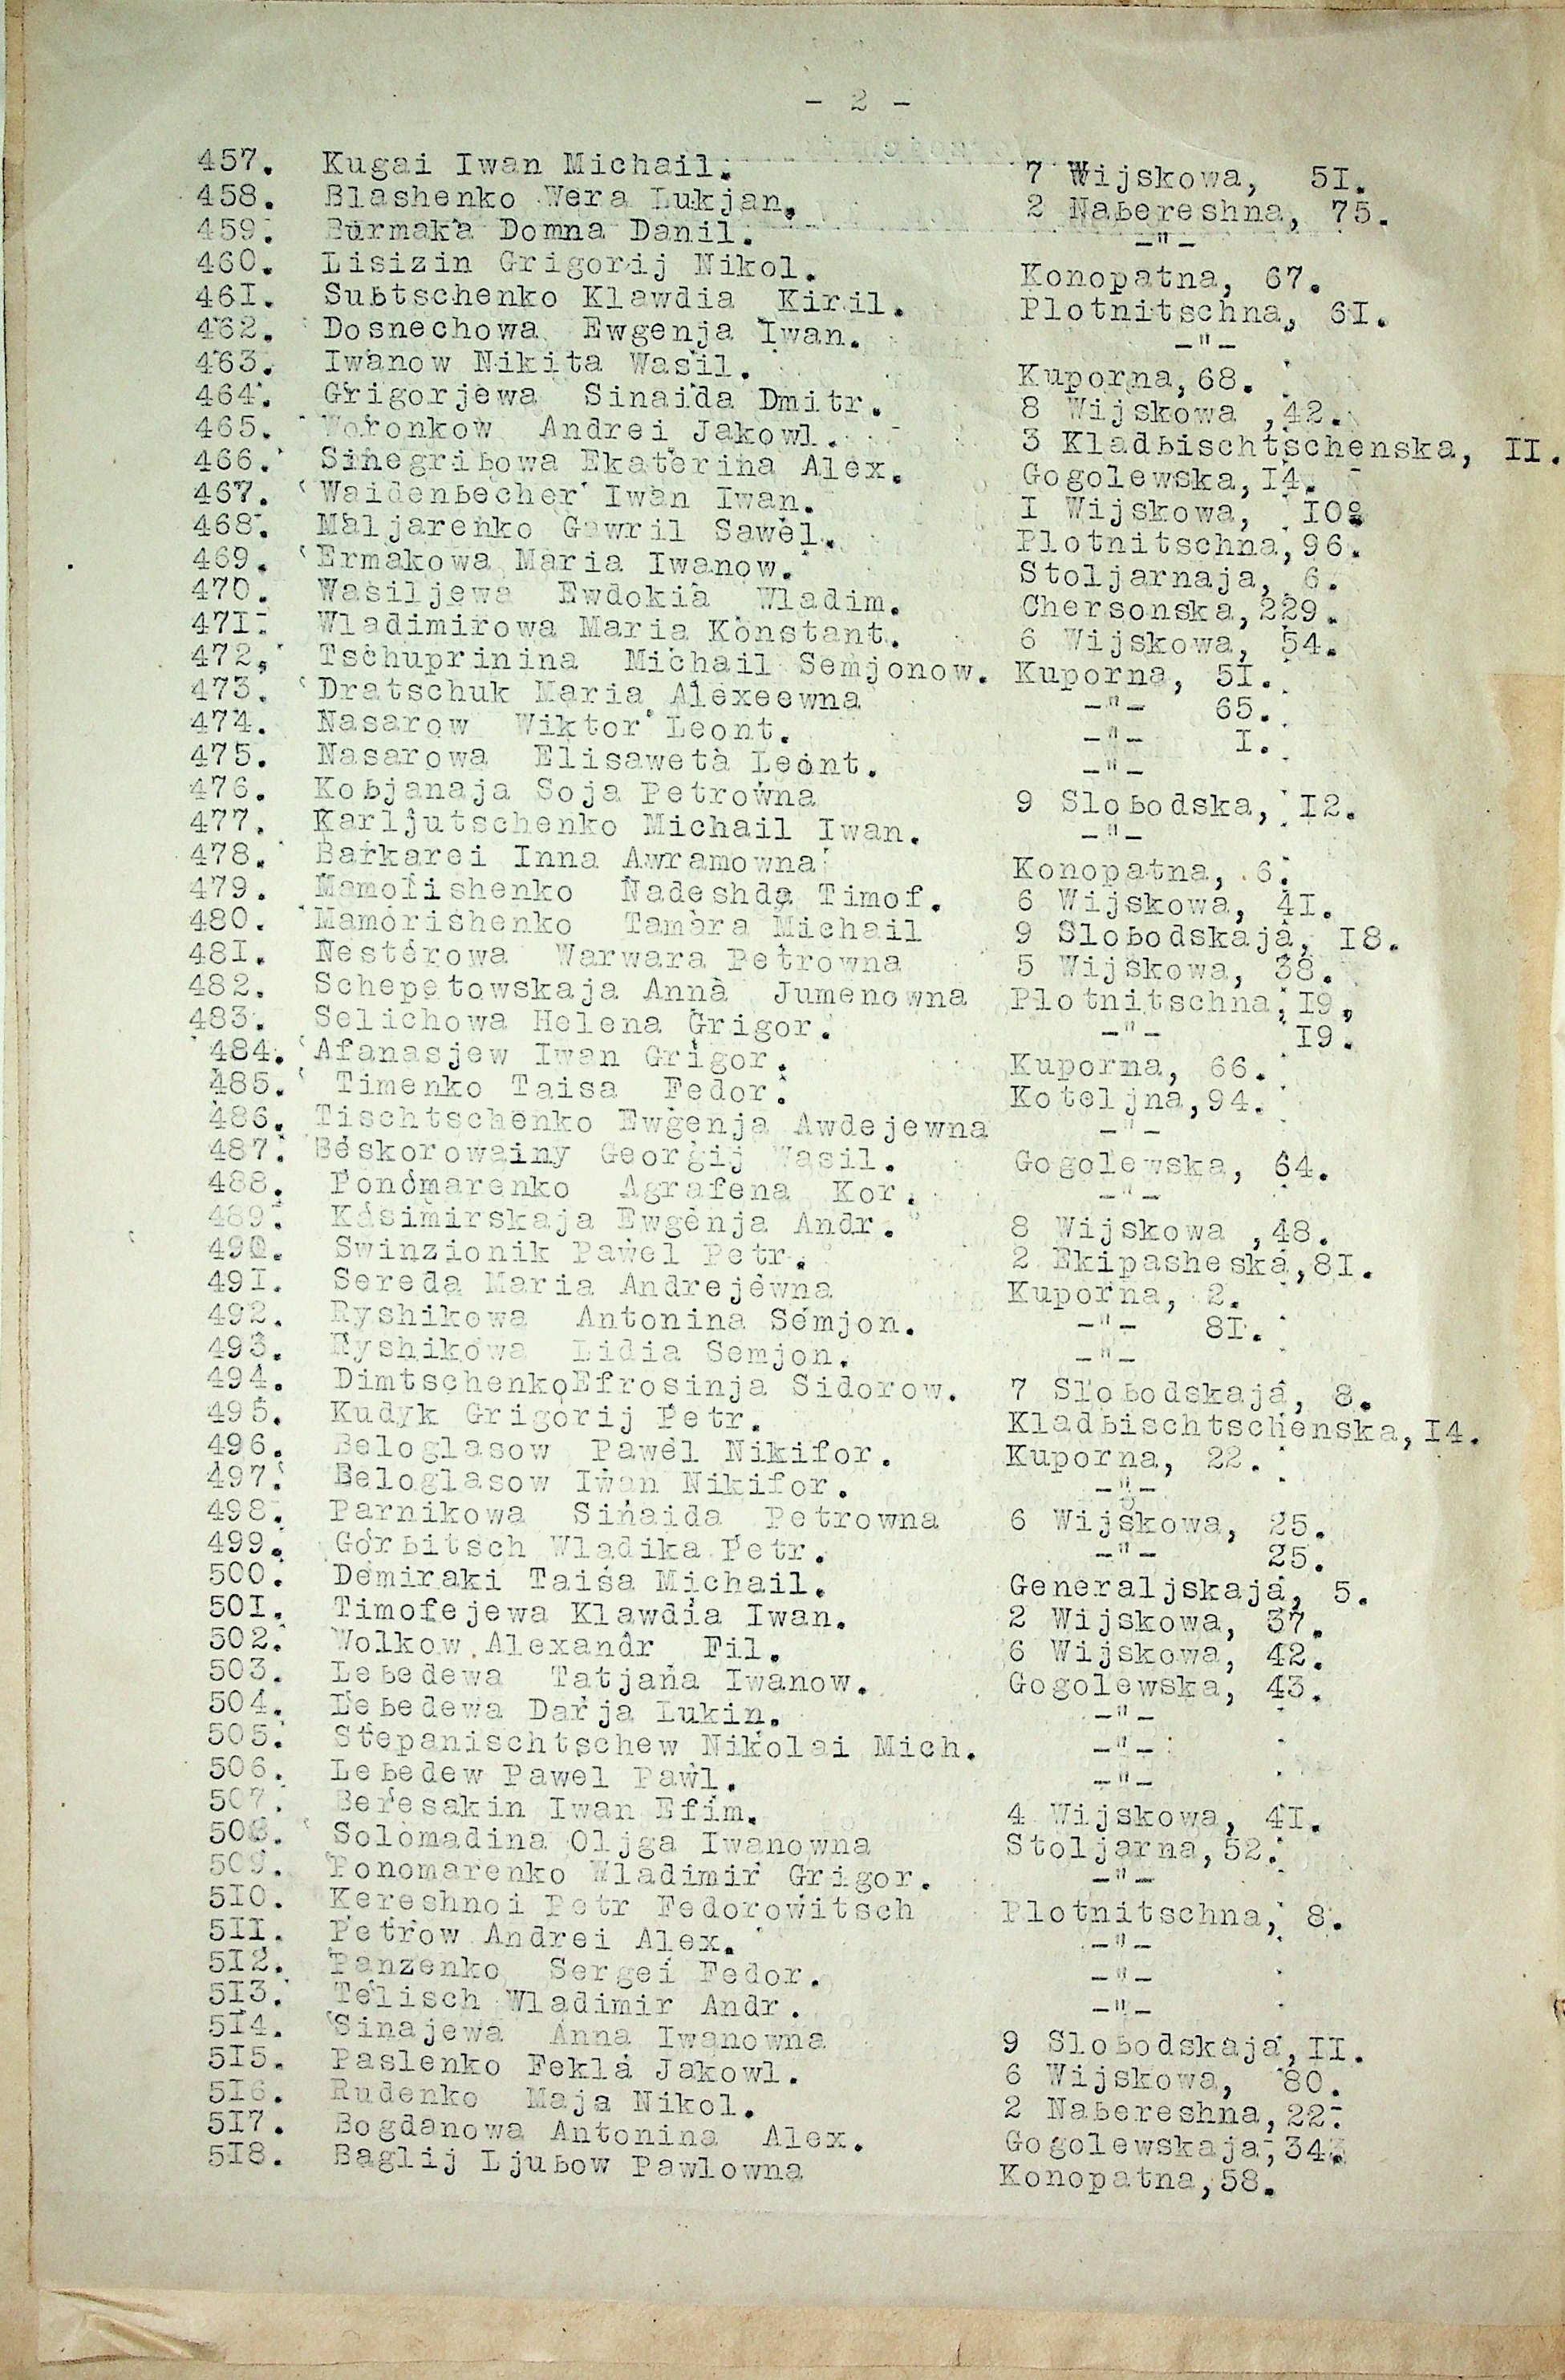 - 2 -
457. Kugai Iwan Michail. 7 Wijskowa, 5I.
458. Blashenko Wera Lukjan. 2 Nabereshna, 75.
459. Burmaka Domna Danil. -"-
460. Lisizin Grigorij Nikol. Konopatna, 67.
46I. Subtschenko Klawdia Kiril. Plotnitschna, 6I.
462. Dosnechowa Ewgenja Iwan. -"-
463. Iwanow Nikita Wasil. Kuporna, 68.
464. Grigorjewa Sinaida Dmitr. 8 Wijskowa ,42.
465. Woronkow Andrei Jakowl. 3 Kladbischtschenska, II.
466. Sinegribowa Ekaterina Alex. Gogolewska, I4.
467. Waidenbecher Iwan Iwan. I Wijskowa,
468. Maljarenko Gawril Sawel. Plotnitschna, 96.
469. Ermakowa Maria Iwanow. Stoljarnaja, 6.
470. Wasiljewa Ewdokia Wladim. Chersonska, 229.
47I. Wladimirowa Maria Konstant. 6 Wijskowa, 54.
472. Tschuprinina Michail Semjonow. Kuporna, 5I.
473. Dratschuk Maria Alexeewna -"- 65.
474. Nasarow Wiktor Leont. -"- I.
475. Nasarowa Elisaweta Leont. -"-
476. Kobjanaja Soja Petrowna 9 Slobodska, I2.
477. Karljutschenko Michail Iwan. -"-
478. Barkarei Inna Awramowna Konopatna, 6.
479. Mamofishenko Nadeshda Timof. 6 Wijskowa, 4I.
480. Mamorishenko Tamara Michail 9 Slobodskaja, I8.
48I. Nesterowa Warwara Petrowna 5 Wijskowa, 38.
482. Schepetowskaja Anna Jumenowna Plotnitschna, I9,
483. Selichowa Helena Grigor. -"- I9.
484. Afanasjew Iwan Grigor. Kuporna, 66.
485. Timenko Taisa Fedor. Koteljna, 94.
486. Tischtschenko Ewgenja Awdejewna -"-
487. Beskorowainy Georgij Wasil. Gogolewska, 64.
488. Ponomarenko Agrafena Kor. -"-
489. Kasimirskaja Ewgenja Andr. 8 Wijskowa ,48.
490. Swinzionik Pawel Petr. 2 Ekipasheska, 8I.
49I. Sereda Maria Andrejewna Kuporna, 2.
492. Ryshikowa Antonina Semjon. -"- 8I.
493. Ryshikowa Lidia Semjon. -"-
494. Dimtschenko Efrosinja Sidorow. 7 Slobodskaja, 8.
495. Kudyk Grigorij Petr. Kladbischtschenska, I4.
496. Beloglasow Pawel Nikifor. Kuporna, 22.
497. Beloglasow Iwan Nikifor. -"-
498. Parnikowa Sinaida Petrowna 6 Wijskowa, 25.
499. Gorbitsch Wladika Petr. -"- 25.
500. Demiraki Taisa Michail. Generaljskaja, 5.
50I. Timofejewa Klawdia Iwan. 2 Wijskowa, 37.
502. Wolkow Alexandr Fil. 6 Wijskowa, 42.
503. Lebedewa Tatjana Iwanow. Gogolewska, 43.
504. Lebedewa Darja Lukin. -"-
505. Stepanischtschew Nikolai Mich. -"-
506. Lebedew Pawel Pawl. -"-
507. Beresakin Iwan Efim. 4 Wijskowa, 4I.
508. Solomadina Oljga Iwanowna Stoljarna, 52.
509. Ponomarenko Wladimir Grigor. -"-
5I0. Kereshnoi Petr Fedorowitsch Plotnitschna, 8.
5II. Petrow Andrei Alex. -"-
5I2. Panzenko Sergei Fedor. -"-
5I3. Telisch Wladimir Andr. -"-
5I4. Sinajewa Anna Iwanowna 9 Slobodskaja, II.
5I5. Paslenko Fekla Jakowl. 6 Wijskowa, 80.
5I6. Rudenko Maja Nikol. 2 Nabereshna, 22.
5I7. Bogdanowa Antonina Alex. Gogolewskaja, 34.
5I8. Baglij Ljubow Pawlowna Konopatna, 58.